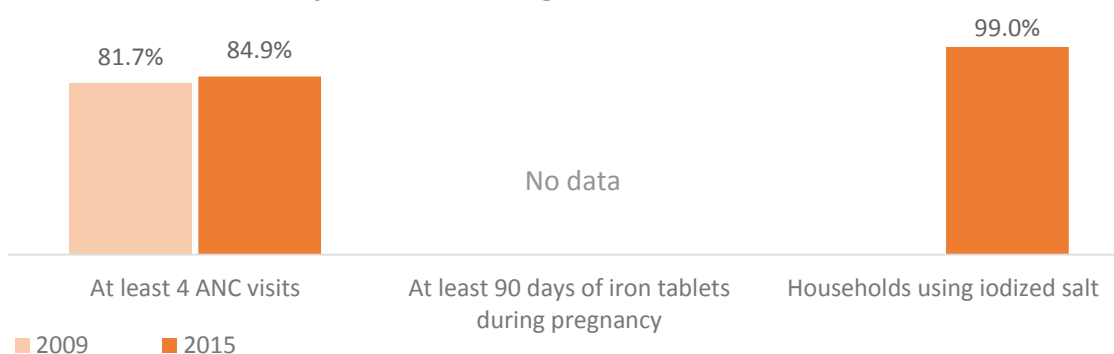 81.7%
84.9%
99.0%
No data
At least 4 ANC visits
At least 90 days of iron tablets
during pregnancy
Households using iodized salt
2009
2015